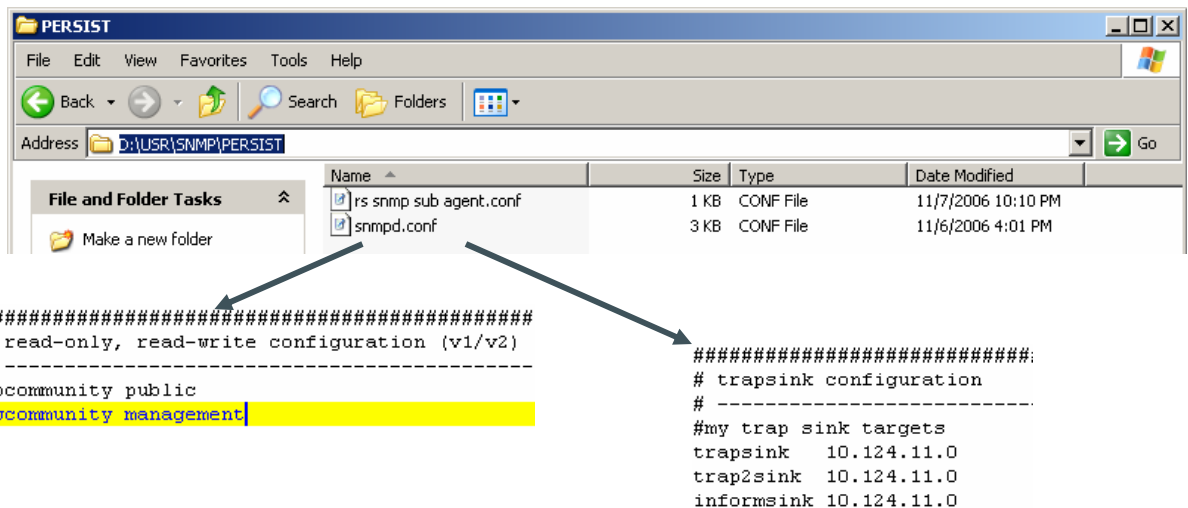 PERSIST
File Edit View Favorites Tools Help
Back Search Folders
Address D:\USR\SNMP\PERSIST Go
Name Size Type Date Modified
File and Folder Tasks
rs snmp sub agent.conf 1 KB CONF File 11/7/2006 10:10 PM
snmpd.conf 3 KB CONF File 11/6/2006 4:01 PM
Make a new folder
#############################################
read-only, read-write configuration (v1/v2)
--------------------------------------------
ocommunity public
wcommunity management
############################
# trapsink configuration
# --------------------------
#my trap sink targets
trapsink 10.124.11.0
trap2sink 10.124.11.0
informsink 10.124.11.0